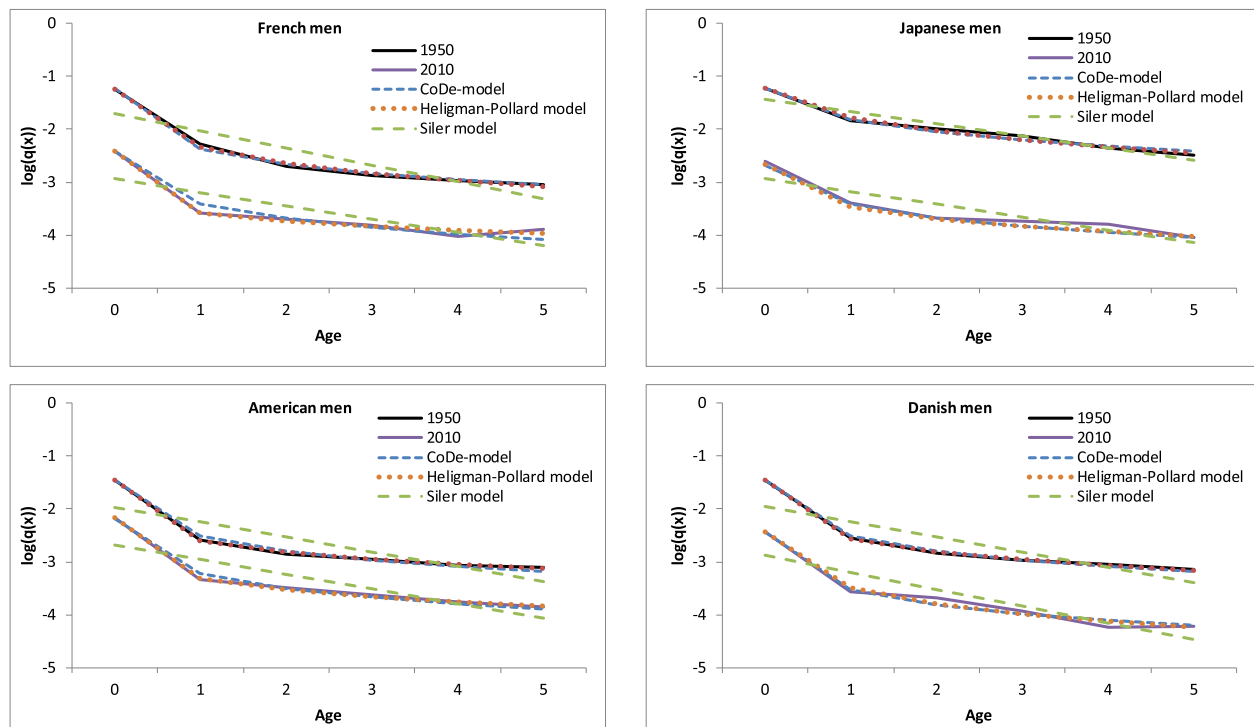 French men
1950
2010
CoDe-model
Heligman-Pollard model
Siler model
log(q(x))
0
-1
-2
-3
-4
-5
0 1 2 3 4 5
Age
Japanese men
1950
2010
CoDe-model
Heligman-Pollard model
Siler model
log(q(x))
0
-1
-2
-3
-4
-5
0 1 2 3 4 5
Age
American men
1950
2010
CoDe-model
Heligman-Pollard model
Siler model
log(q(x))
0
-1
-2
-3
-4
-5
0 1 2 3 4 5
Age
Danish men
1950
2010
CoDe-model
Heligman-Pollard model
Siler model
log(q(x))
0
-1
-2
-3
-4
-5
0 1 2 3 4 5
Age